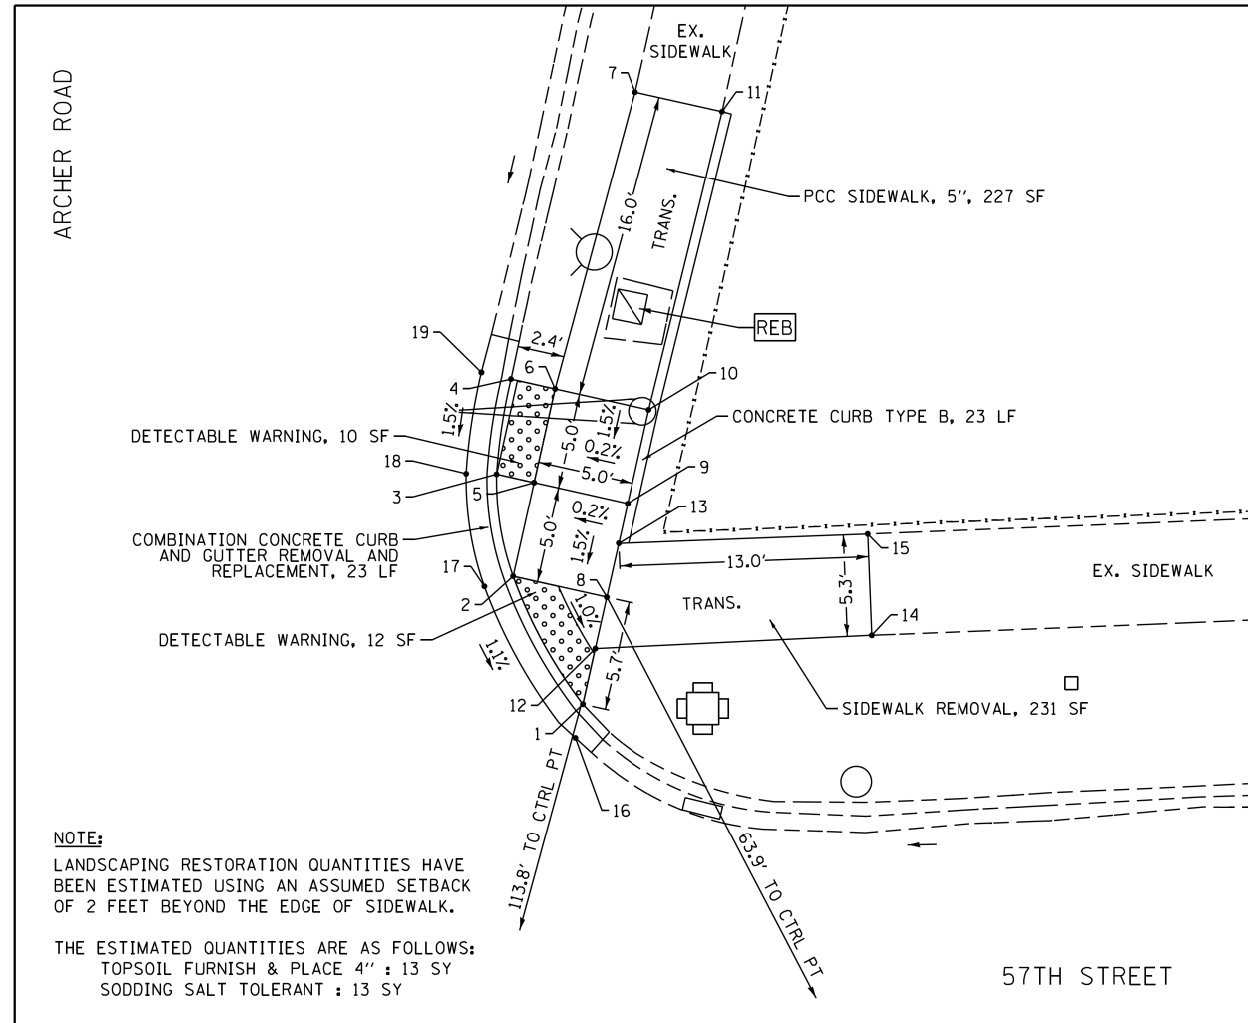 ARCHER ROAD
EX.
SIDEWALK
7
11
PCC SIDEWALK, 5'', 227 SF
16.0'
TRANS.
REB
19
2.4'
6
4
10
1.5%
1.5%
CONCRETE CURB TYPE B, 23 LF
DETECTABLE WARNING, 10 SF
5.0'
0.2%
5.0'
18
9
3
5
13
0.2%
COMBINATION CONCRETE CURB
AND GUTTER REMOVAL AND
REPLACEMENT, 23 LF
5.0'
1.5%
15
13.0'
17
2
8
TRANS.
5.3'
EX. SIDEWALK
1.0%
14
DETECTABLE WARNING, 12 SF
1.1%
5.7'
12
SIDEWALK REMOVAL, 231 SF
1
16
113.8' TO CTRL PT
63.9' TO CTRL PT
NOTE:
LANDSCAPING RESTORATION QUANTITIES HAVE
BEEN ESTIMATED USING AN ASSUMED SETBACK
OF 2 FEET BEYOND THE EDGE OF SIDEWALK.
THE ESTIMATED QUANTITIES ARE AS FOLLOWS:
TOPSOIL FURNISH & PLACE 4'' : 13 SY
SODDING SALT TOLERANT : 13 SY
57TH STREET